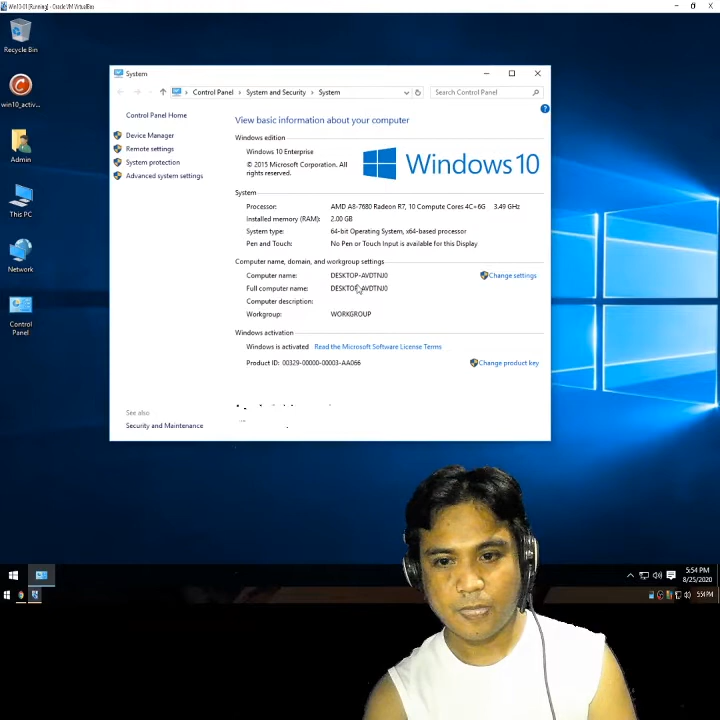 Win10-01 [Running] - Oracle VM VirtualBox
Recycle Bin
win10_activ...
Admin
This PC
Network
Control
Panel
System
Control Panel > System and Security > System
Search Control Panel
Control Panel Home
Device Manager
Remote settings
System protection
Advanced system settings
See also
Security and Maintenance
View basic information about your computer
Windows edition
Windows 10 Enterprise
© 2015 Microsoft Corporation. All
rights reserved.
Windows 10
System
Processor: AMD A8-7680 Radeon R7, 10 Compute Cores 4C+6G 3.49 GHz
Installed memory (RAM): 2.00 GB
System type: 64-bit Operating System, x64-based processor
Pen and Touch: No Pen or Touch Input is available for this Display
Computer name, domain, and workgroup settings
Computer name: DESKTOP-AVDTNJ0
Change settings
Full computer name: DESKTOP-AVDTNJ0
Computer description:
Workgroup: WORKGROUP
Windows activation
Windows is activated Read the Microsoft Software License Terms
Product ID: 00329-00000-00003-AA066
Change product key
5:54 PM
8/25/2020
5:54 PM